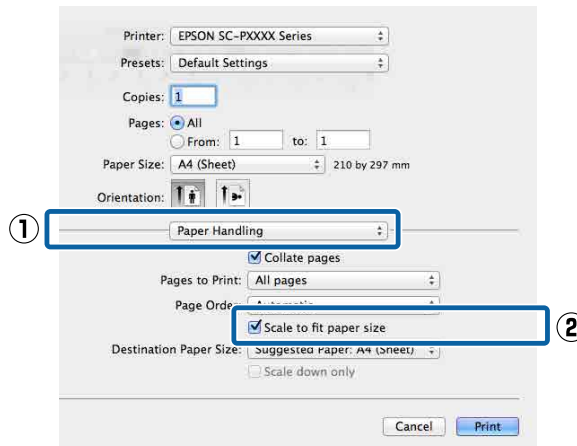 Printer: EPSON SC-PXXXX Series
Presets: Default Settings
Copies: 1
Pages: All
From: 1 to: 1
Paper Size: A4 (Sheet) 210 by 297 mm
Orientation:
1 Paper Handling
Collate pages
Pages to Print: All pages
Page Order: Automatic
Scale to fit paper size 2
Destination Paper Size: Suggested Paper: A4 (Sheet)
Scale down only
Cancel Print